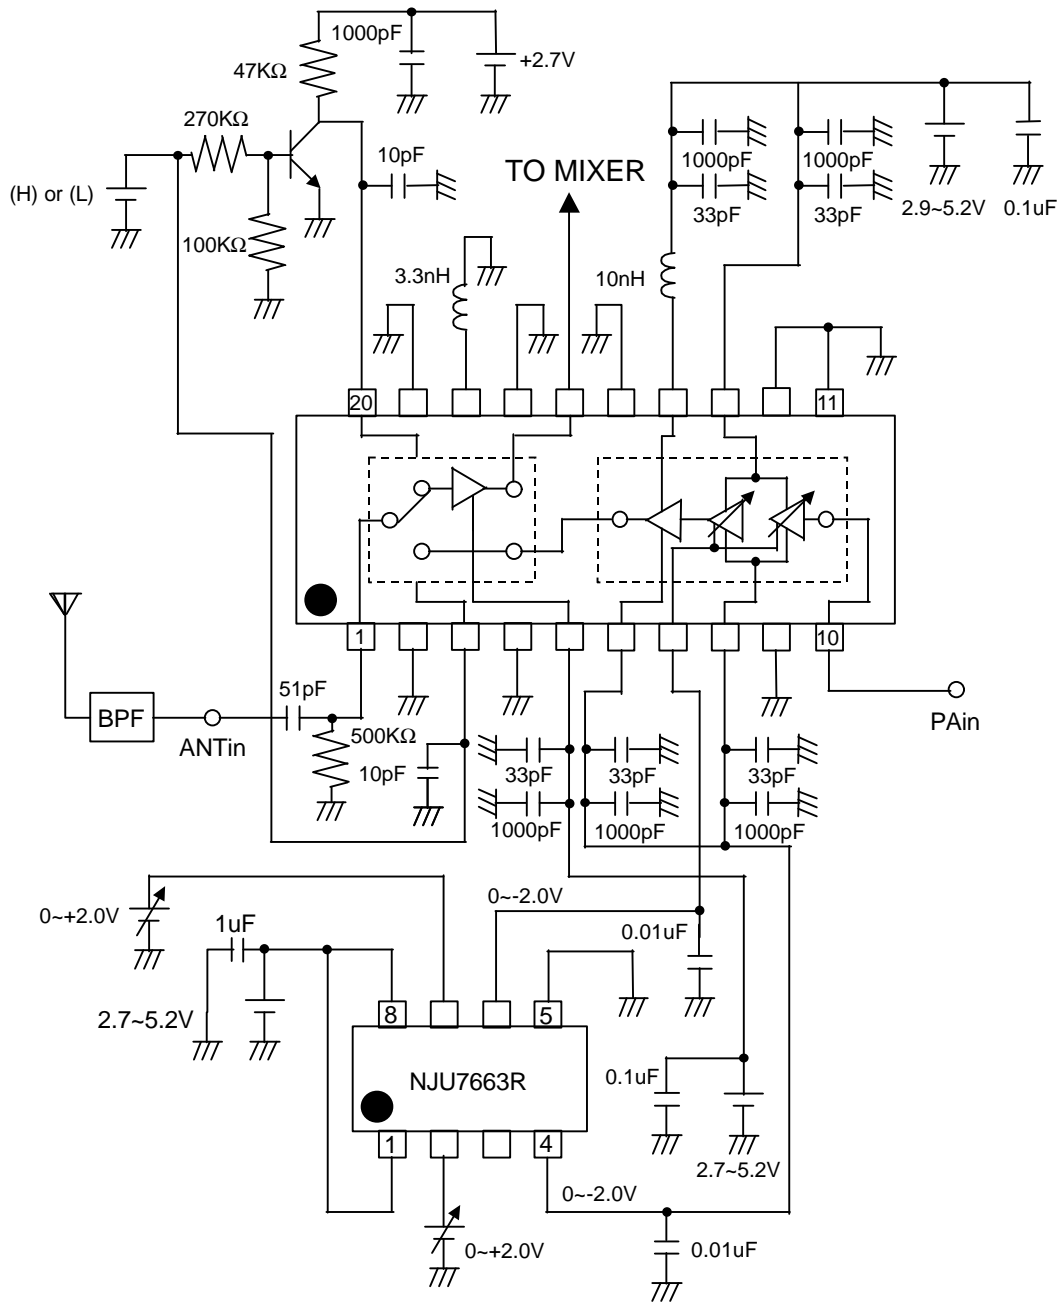 1000pF
+2.7V
47KΩ
270KΩ
10pF
TO MIXER
1000pF
1000pF
(H) or (L)
33pF
33pF
2.9~5.2V
0.1uF
100KΩ
3.3nH
10nH
20
11
1
10
51pF
BPF
ANTin
500KΩ
PAin
10pF
33pF
33pF
33pF
1000pF
1000pF
1000pF
0~+2.0V
0~-2.0V
1uF
0.01uF
2.7~5.2V
8
5
NJU7663R
0.1uF
1
4
2.7~5.2V
0~-2.0V
0~+2.0V
0.01uF